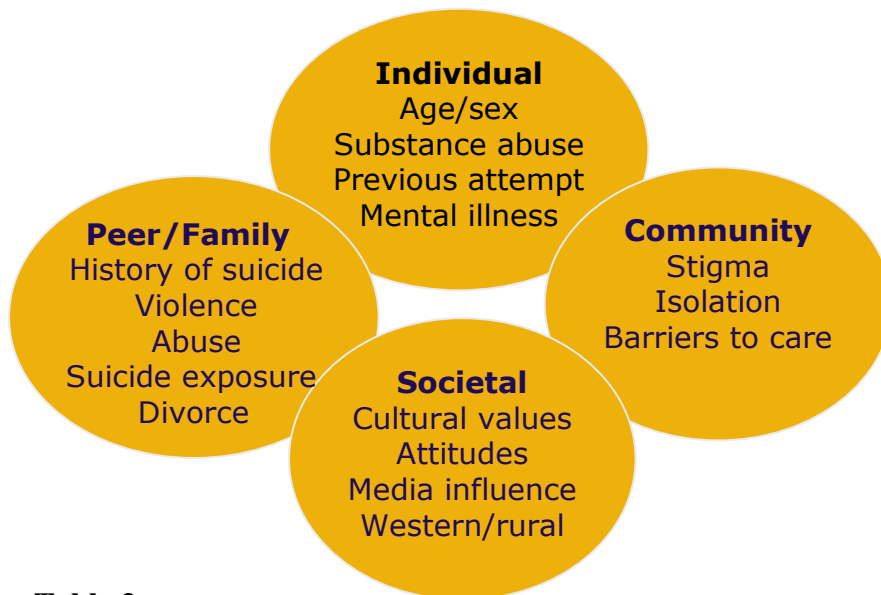 Individual
Age/sex
Substance abuse
Previous attempt
Mental illness
Peer/Family
History of suicide
Violence
Abuse
Suicide exposure
Divorce
Community
Stigma
Isolation
Barriers to care
Societal
Cultural values
Attitudes
Media influence
Western/rural